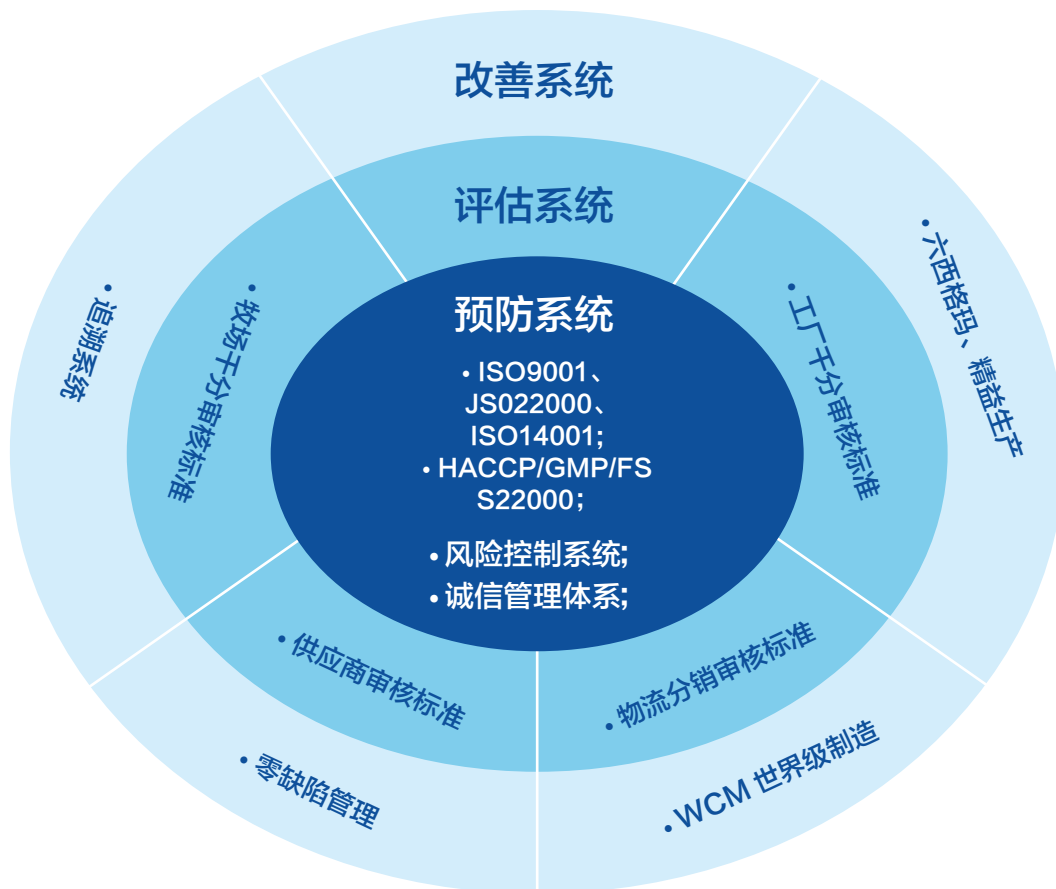 改善系统
评估系统
预防系统
• ISO9001、
JS022000、
ISO14001;
• HACCP/GMP/FS
S22000；
• 风险控制系统;
• 诚信管理体系;
• 追溯系统
• 牧场千分审核标准
• 工厂千分审核标准
• 六西格玛、精益生产
• 供应商审核标准
• 物流分销审核标准
• 零缺陷管理
• WCM 世界级制造